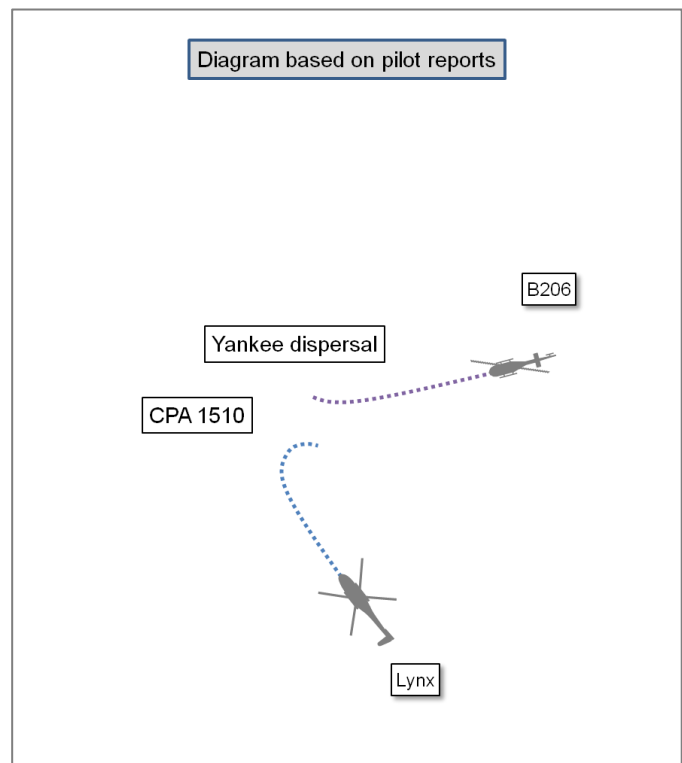 Diagram based on pilot reports
B206
Yankee dispersal
CPA 1510
Lynx